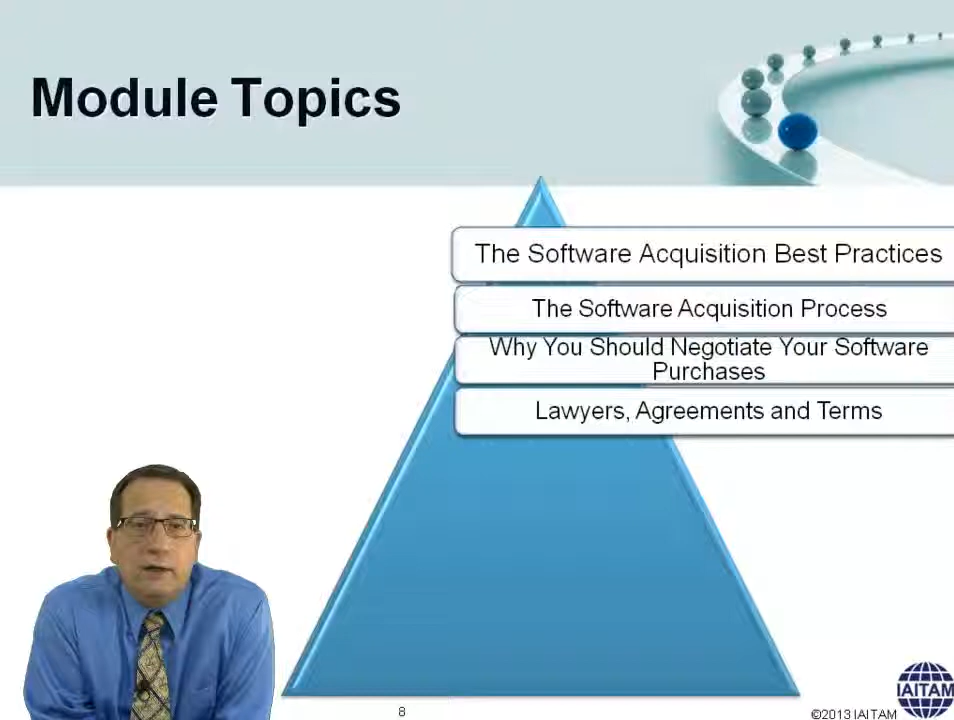 Module Topics
The Software Acquisition Best Practices
The Software Acquisition Process
Why You Should Negotiate Your Software
Purchases
Lawyers, Agreements and Terms
8
IAITAM
©2013 IAITAM